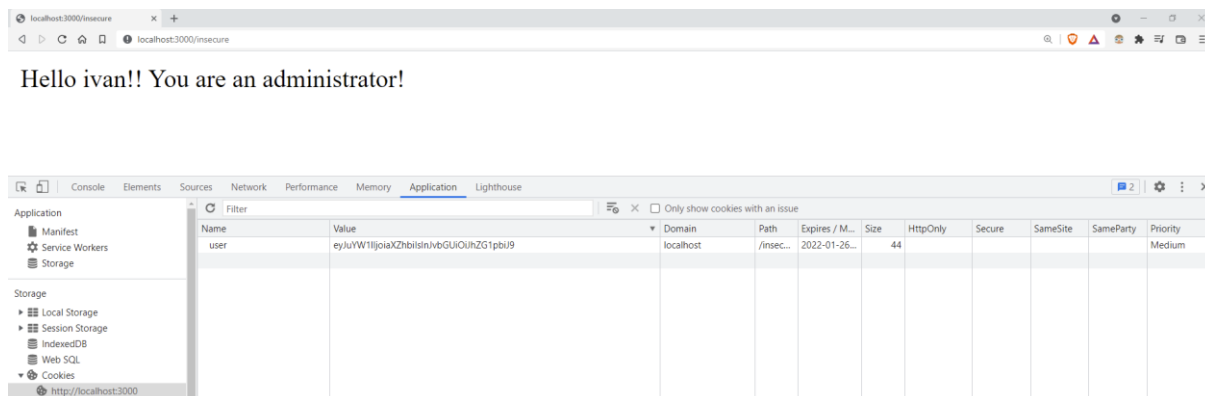 localhost:3000/insecure
localhost:3000/insecure
Hello ivan!! You are an administrator!
Console Elements Sources Network Performance Memory Application Lighthouse 2
Application
Manifest
Service Workers
Storage
Storage
Local Storage
Session Storage
IndexedDB
Web SQL
Cookies
http://localhost:3000
Filter Only show cookies with an issue
Name Value Domain Path Expires / M... Size HttpOnly Secure SameSite SameParty Priority
user eyJuYW1lIjoiaXZhbiIsInJvbGUiOiJhZG1pbiJ9 localhost /insec... 2022-01-26... 44 Medium